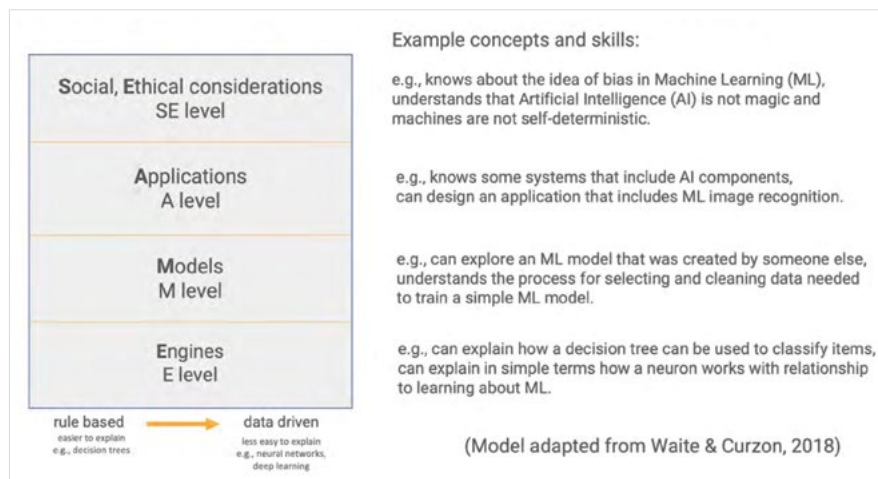 Example concepts and skills:
Social, Ethical considerations
SE level
e.g., knows about the idea of bias in Machine Learning (ML),
understands that Artificial Intelligence (AI) is not magic and
machines are not self-deterministic.
Applications
A level
e.g., knows some systems that include AI components,
can design an application that includes ML image recognition.
Models
M level
e.g., can explore an ML model that was created by someone else,
understands the process for selecting and cleaning data needed
to train a simple ML model.
Engines
E level
e.g., can explain how a decision tree can be used to classify items,
can explain in simple terms how a neuron works with relationship
to learning about ML.
rule based
easier to explain
e.g., decision trees
data driven
less easy to explain
e.g., neural networks,
deep learning
(Model adapted from Waite & Curzon, 2018)